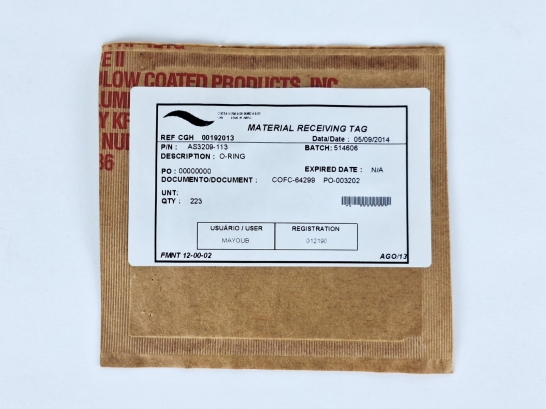 E II
LOW COATED PRODUCTS, INC
MATERIAL RECEIVING TAG
REF CGH 00192013
Data/Date : 05/09/2014
P/N : AS3209-113
BATCH: 514606
DESCRIPTION : O-RING
PO : 00000000
EXPIRED DATE : N/A
DOCUMENTO/DOCUMENT : COFC-64299 PO-003202
UNT:
QTY : 223
USUÁRIO / USER
REGISTRATION
MAYOUB
012190
FMNT 12-00-02
AGO/13